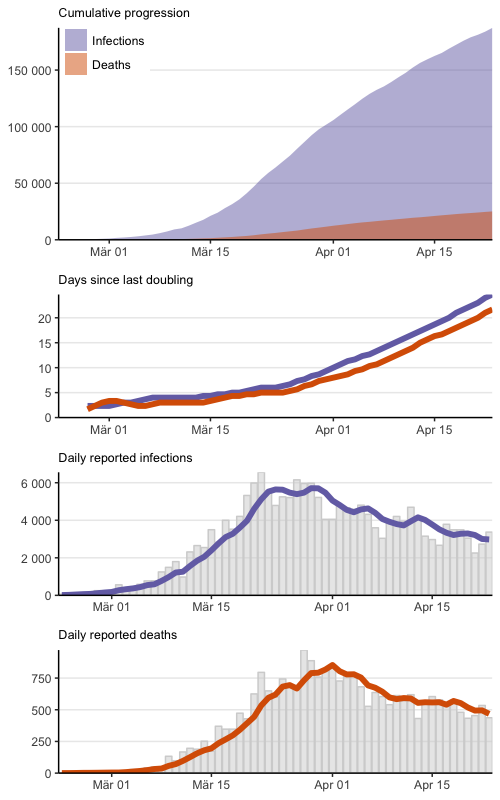 Cumulative progression
Infections
Deaths
150 000
100 000
50 000
0
Mär 01 Mär 15 Apr 01 Apr 15
Days since last doubling
20
15
10
5
0
Mär 01 Mär 15 Apr 01 Apr 15
Daily reported infections
6 000
4 000
2 000
0
Mär 01 Mär 15 Apr 01 Apr 15
Daily reported deaths
750
500
250
0
Mär 01 Mär 15 Apr 01 Apr 15